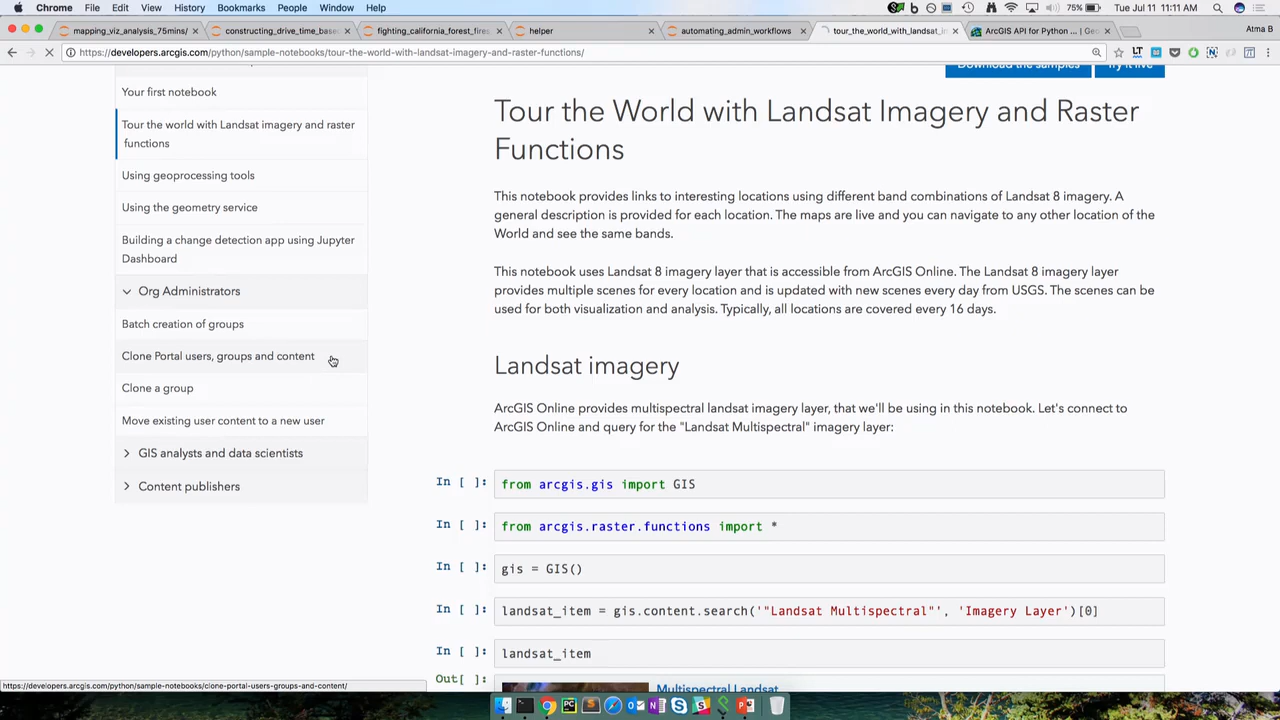 Chrome File Edit View History Bookmarks People Window Help 75% Tue Jul 11 11:11 AM
mapping_viz_analysis_75mins/ constructing_drive_time_base fighting_california_forest_fires helper automating_admin_workflows tour_the_world_with_landsat_i ArcGIS API for Python ... | Ge Atma B
https://developers.arcgis.com/python/sample-notebooks/tour-the-world-with-landsat-imagery-and-raster-functions/
Download the samples Try it live
Your first notebook
Tour the world with Landsat imagery and raster
functions
Using geoprocessing tools
Using the geometry service
Building a change detection app using Jupyter
Dashboard
Org Administrators
Batch creation of groups
Clone Portal users, groups and content
Clone a group
Move existing user content to a new user
GIS analysts and data scientists
Content publishers
Tour the World with Landsat Imagery and Raster
Functions
This notebook provides links to interesting locations using different band combinations of Landsat 8 imagery. A
general description is provided for each location. The maps are live and you can navigate to any other location of the
World and see the same bands.
This notebook uses Landsat 8 imagery layer that is accessible from ArcGIS Online. The Landsat 8 imagery layer
provides multiple scenes for every location and is updated with new scenes every day from USGS. The scenes can be
used for both visualization and analysis. Typically, all locations are covered every 16 days.
Landsat imagery
ArcGIS Online provides multispectral landsat imagery layer, that we'll be using in this notebook. Let's connect to
ArcGIS Online and query for the "Landsat Multispectral" imagery layer:
In [ ]: from arcgis.gis import GIS
In [ ]: from arcgis.raster.functions import *
In [ ]: gis = GIS()
In [ ]: landsat_item = gis.content.search('"Landsat Multispectral"', 'Imagery Layer')[0]
In [ ]: landsat_item
Out[ ]: Multispectral Landsat
https://developers.arcgis.com/python/sample-notebooks/clone-portal-users-groups-and-content/